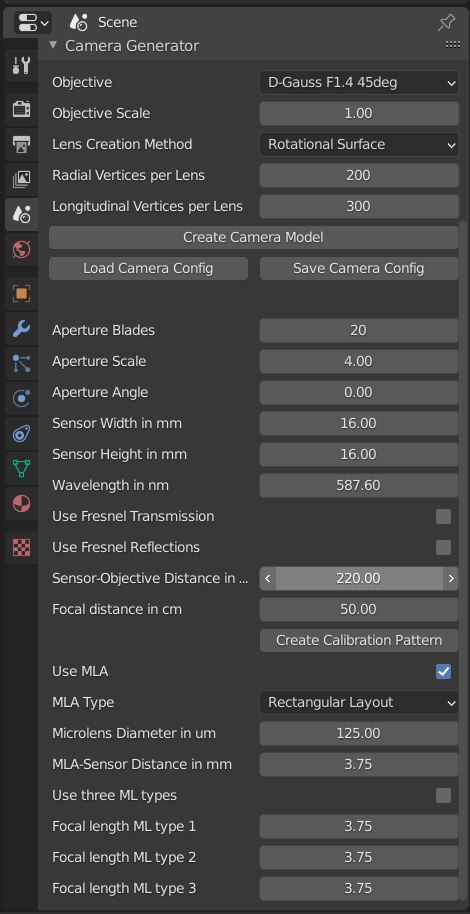 Scene
Camera Generator
Objective D-Gauss F1.4 45deg
Objective Scale 1.00
Lens Creation Method Rotational Surface
Radial Vertices per Lens 200
Longitudinal Vertices per Lens 300
Create Camera Model
Load Camera Config Save Camera Config
Aperture Blades 20
Aperture Scale 4.00
Aperture Angle 0.00
Sensor Width in mm 16.00
Sensor Height in mm 16.00
Wavelength in nm 587.60
Use Fresnel Transmission
Use Fresnel Reflections
Sensor-Objective Distance in ... 220.00
Focal distance in cm 50.00
Create Calibration Pattern
Use MLA
MLA Type Rectangular Layout
Microlens Diameter in um 125.00
MLA-Sensor Distance in mm 3.75
Use three ML types
Focal length ML type 1 3.75
Focal length ML type 2 3.75
Focal length ML type 3 3.75